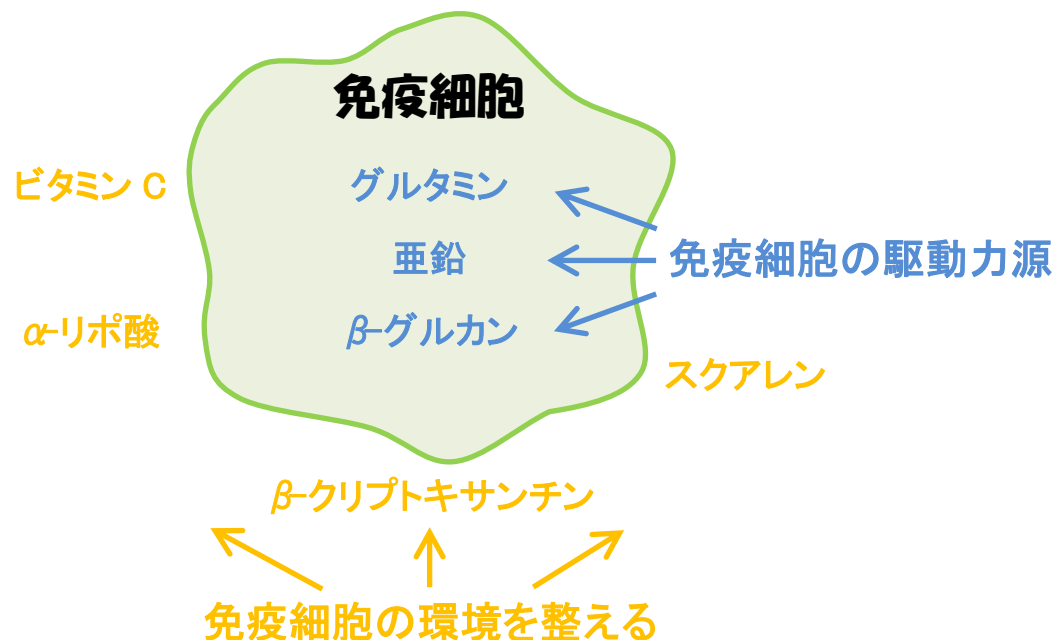 免疫細胞
ビタミン C
グルタミン
亜鉛
免疫細胞の駆動力源
α-リポ酸
β-グルカン
スクアレン
β-クリプトキサンチン
免疫細胞の環境を整える